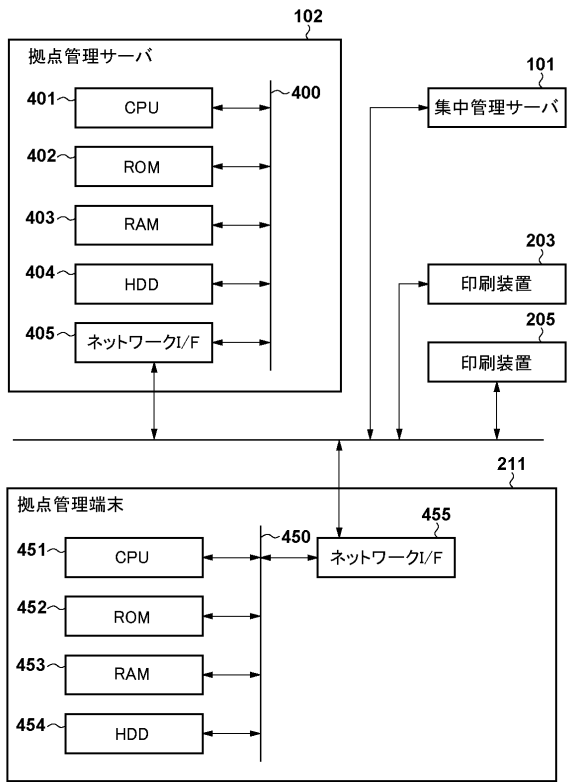 102
拠点管理サーバ
400
401
CPU
402
ROM
403
RAM
404
HDD
405
ネットワークI/F
101
集中管理サーバ
203
印刷装置
205
印刷装置
211
拠点管理端末
450
455
451
CPU
ネットワークI/F
452
ROM
453
RAM
454
HDD